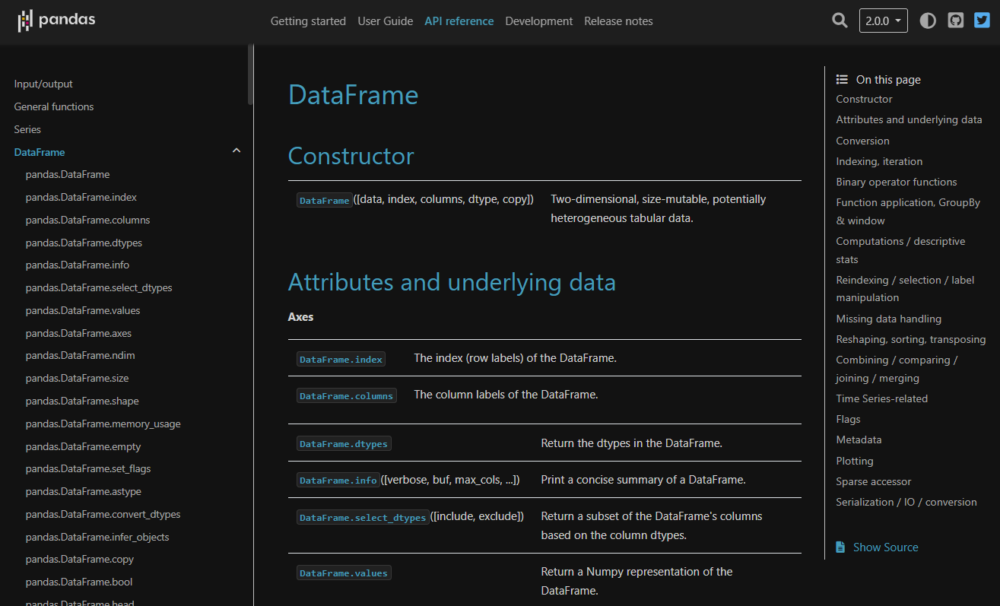 pandas
Getting started User Guide API reference Development Release notes
2.0.0
Input/output
General functions
Series
DataFrame
pandas.DataFrame
pandas.DataFrame.index
pandas.DataFrame.columns
pandas.DataFrame.dtypes
pandas.DataFrame.info
pandas.DataFrame.select_dtypes
pandas.DataFrame.values
pandas.DataFrame.axes
pandas.DataFrame.ndim
pandas.DataFrame.size
pandas.DataFrame.shape
pandas.DataFrame.memory_usage
pandas.DataFrame.empty
pandas.DataFrame.set_flags
pandas.DataFrame.astype
pandas.DataFrame.convert_dtypes
pandas.DataFrame.infer_objects
pandas.DataFrame.copy
pandas.DataFrame.bool
pandas.DataFrame.head
DataFrame
Constructor
DataFrame([data, index, columns, dtype, copy]) Two-dimensional, size-mutable, potentially
heterogeneous tabular data.
Attributes and underlying data
Axes
DataFrame.index The index (row labels) of the DataFrame.
DataFrame.columns The column labels of the DataFrame.
DataFrame.dtypes Return the dtypes in the DataFrame.
DataFrame.info([verbose, buf, max_cols, ...]) Print a concise summary of a DataFrame.
DataFrame.select_dtypes([include, exclude]) Return a subset of the DataFrame's columns
based on the column dtypes.
DataFrame.values Return a Numpy representation of the
DataFrame.
On this page
Constructor
Attributes and underlying data
Conversion
Indexing, iteration
Binary operator functions
Function application, GroupBy
& window
Computations / descriptive
stats
Reindexing / selection / label
manipulation
Missing data handling
Reshaping, sorting, transposing
Combining / comparing /
joining / merging
Time Series-related
Flags
Metadata
Plotting
Sparse accessor
Serialization / IO / conversion
Show Source